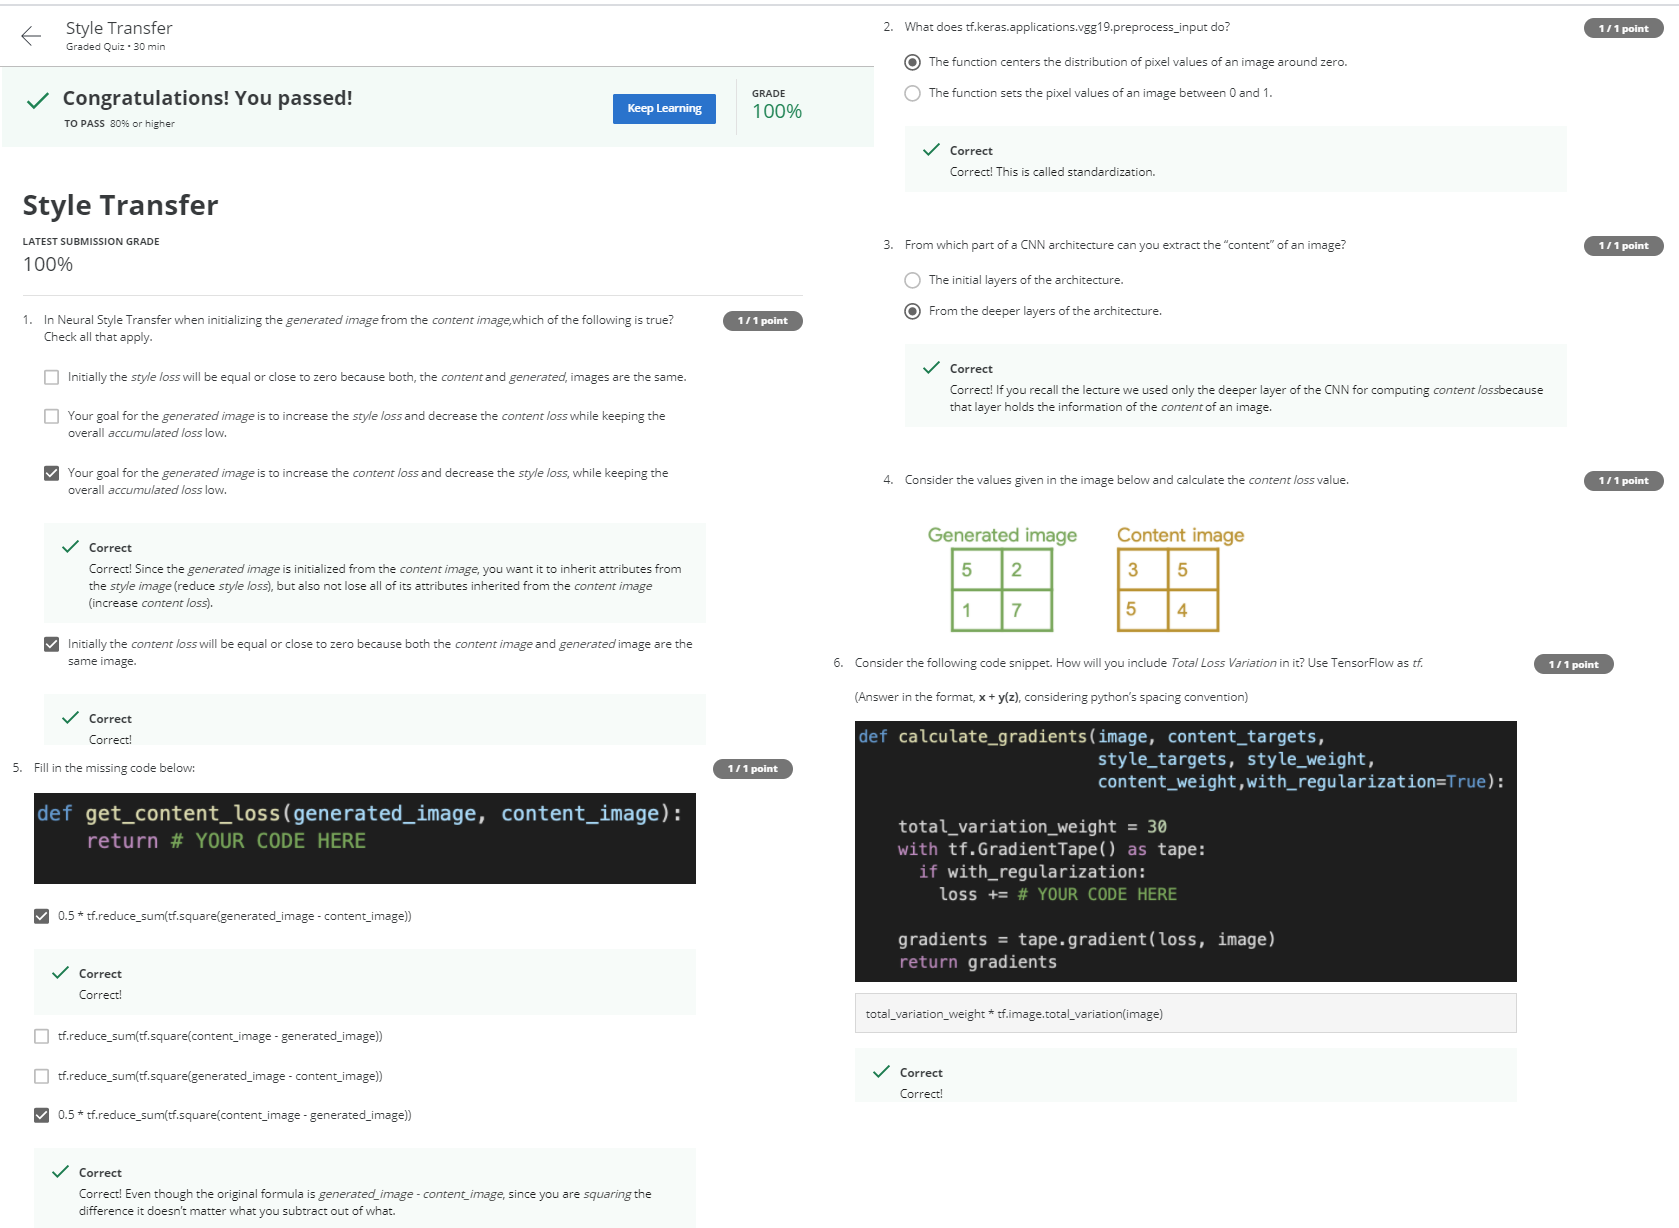 Style Transfer
Graded Quiz • 30 min
Congratulations! You passed!
TO PASS 80% or higher
Keep Learning
GRADE
100%
Style Transfer
LATEST SUBMISSION GRADE
100%
1. In Neural Style Transfer when initializing the generated image from the content image,which of the following is true?
Check all that apply.
1 / 1 point
Initially the style loss will be equal or close to zero because both, the content and generated, images are the same.
Your goal for the generated image is to increase the style loss and decrease the content loss while keeping the
overall accumulated loss low.
Your goal for the generated image is to increase the content loss and decrease the style loss, while keeping the
overall accumulated loss low.
Correct
Correct! Since the generated image is initialized from the content image, you want it to inherit attributes from
the style image (reduce style loss), but also not lose all of its attributes inherited from the content image
(increase content loss).
Initially the content loss will be equal or close to zero because both the content image and generated image are the
same image.
Correct
Correct!
2. What does tf.keras.applications.vgg19.preprocess_input do?
1 / 1 point
The function centers the distribution of pixel values of an image around zero.
The function sets the pixel values of an image between 0 and 1.
Correct
Correct! This is called standardization.
3. From which part of a CNN architecture can you extract the “content” of an image?
1 / 1 point
The initial layers of the architecture.
From the deeper layers of the architecture.
Correct
Correct! If you recall the lecture we used only the deeper layer of the CNN for computing content lossbecause
that layer holds the information of the content of an image.
4. Consider the values given in the image below and calculate the content loss value.
1 / 1 point
Generated image
5 2
1 7
Content image
3 5
5 4
5. Fill in the missing code below:
1 / 1 point
def get_content_loss(generated_image, content_image):
return # YOUR CODE HERE
0.5 * tf.reduce_sum(tf.square(generated_image - content_image))
Correct
Correct!
tf.reduce_sum(tf.square(content_image - generated_image))
tf.reduce_sum(tf.square(generated_image - content_image))
0.5 * tf.reduce_sum(tf.square(content_image - generated_image))
Correct
Correct! Even though the original formula is generated_image - content_image, since you are squaring the
difference it doesn’t matter what you subtract out of what.
6. Consider the following code snippet. How will you include Total Loss Variation in it? Use TensorFlow as tf.
1 / 1 point
(Answer in the format, x + y(z), considering python’s spacing convention)
def calculate_gradients(image, content_targets,
style_targets, style_weight,
content_weight,with_regularization=True):
total_variation_weight = 30
with tf.GradientTape() as tape:
if with_regularization:
loss += # YOUR CODE HERE
gradients = tape.gradient(loss, image)
return gradients
total_variation_weight * tf.image.total_variation(image)
Correct
Correct!